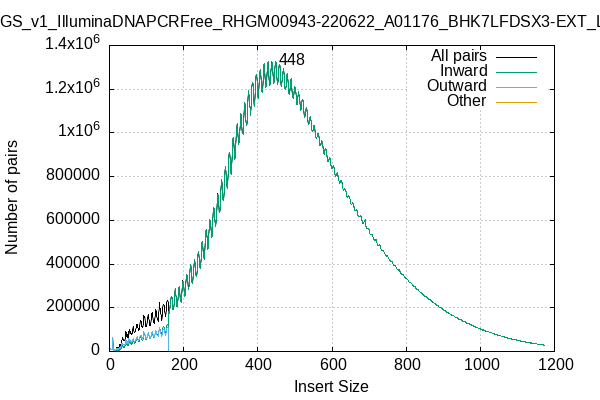 GS_v1_IlluminaDNAPCRFree_RHGM00943-220622_A01176_BHK7LFDSX3-EXT_L
Number of pairs
1.4x10^6
1.2x10^6
1x10^6
800000
600000
400000
200000
0
448
All pairs
Inward
Outward
Other
0 200 400 600 800 1000 1200
Insert Size